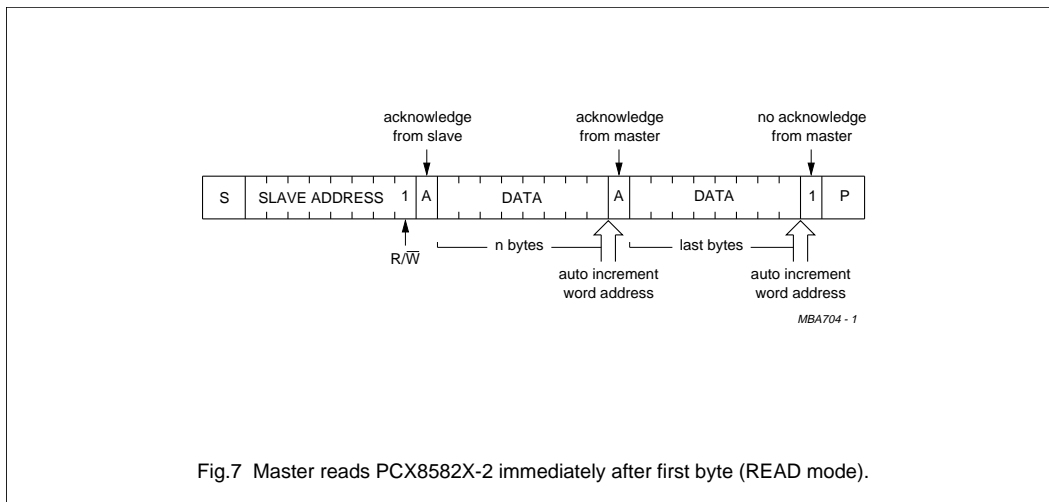 acknowledge
from slave
acknowledge
from master
no acknowledge
from master
S SLAVE ADDRESS 1 A DATA A DATA 1 P
R/W̅
n bytes
last bytes
auto increment
word address
auto increment
word address
MBA704 - 1
Fig.7 Master reads PCX8582X-2 immediately after first byte (READ mode).